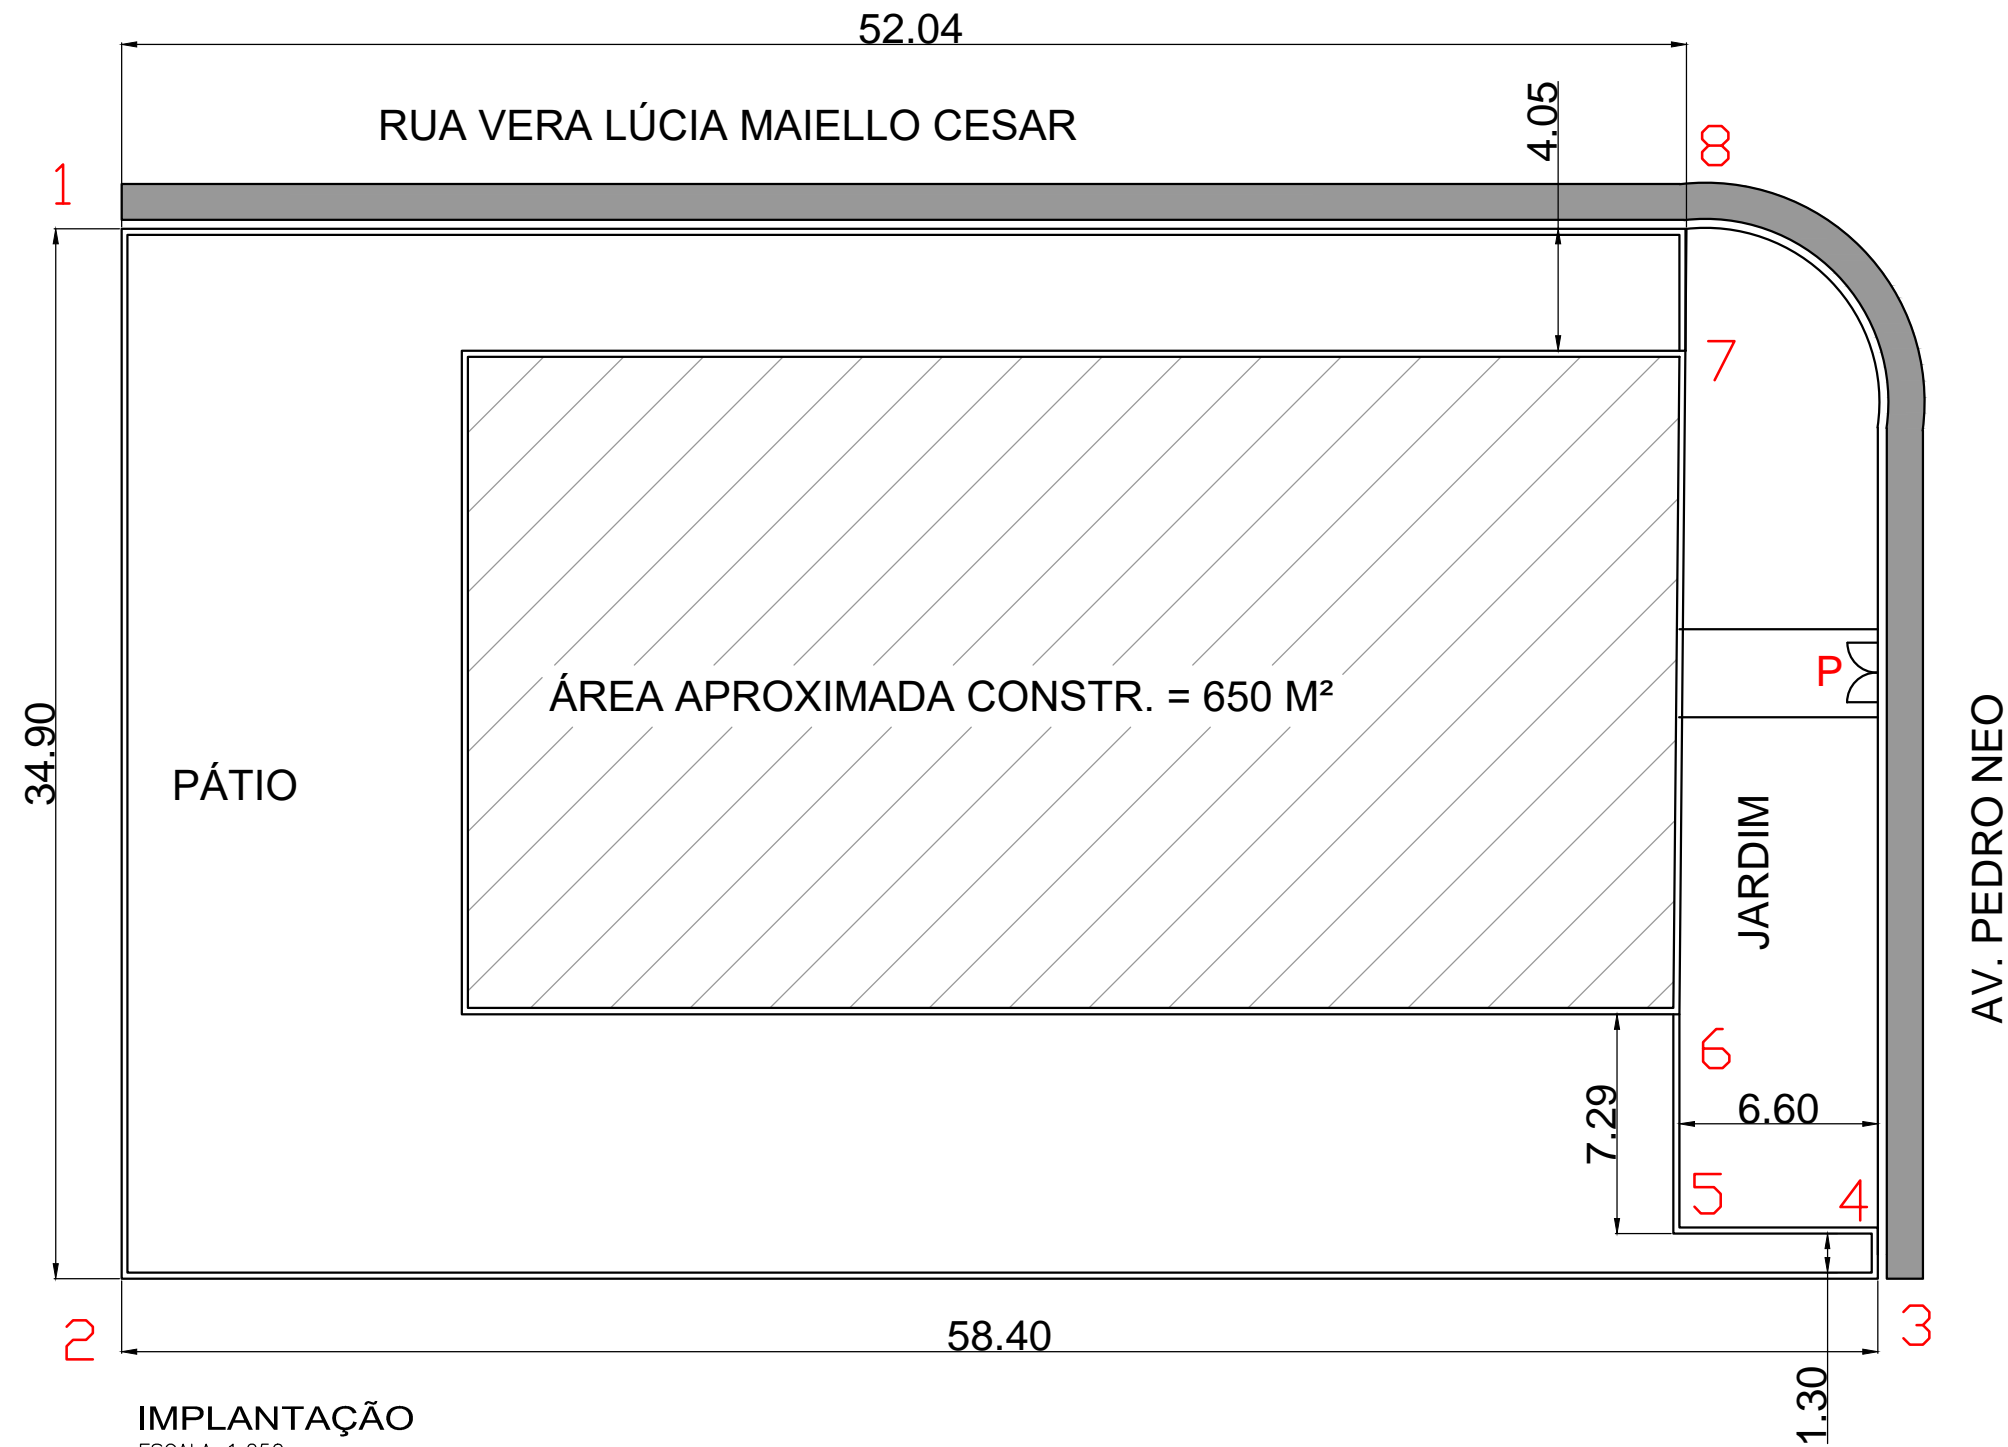 52.04
RUA VERA LÚCIA MAIELLO CESAR
4.05
8
1
7
34.90
ÁREA APROXIMADA CONSTR. = 650 M²
P
PÁTIO
JARDIM
AV. PEDRO NEO
6
7.29
6.60
5
4
2
58.40
3
1.30
IMPLANTAÇÃO